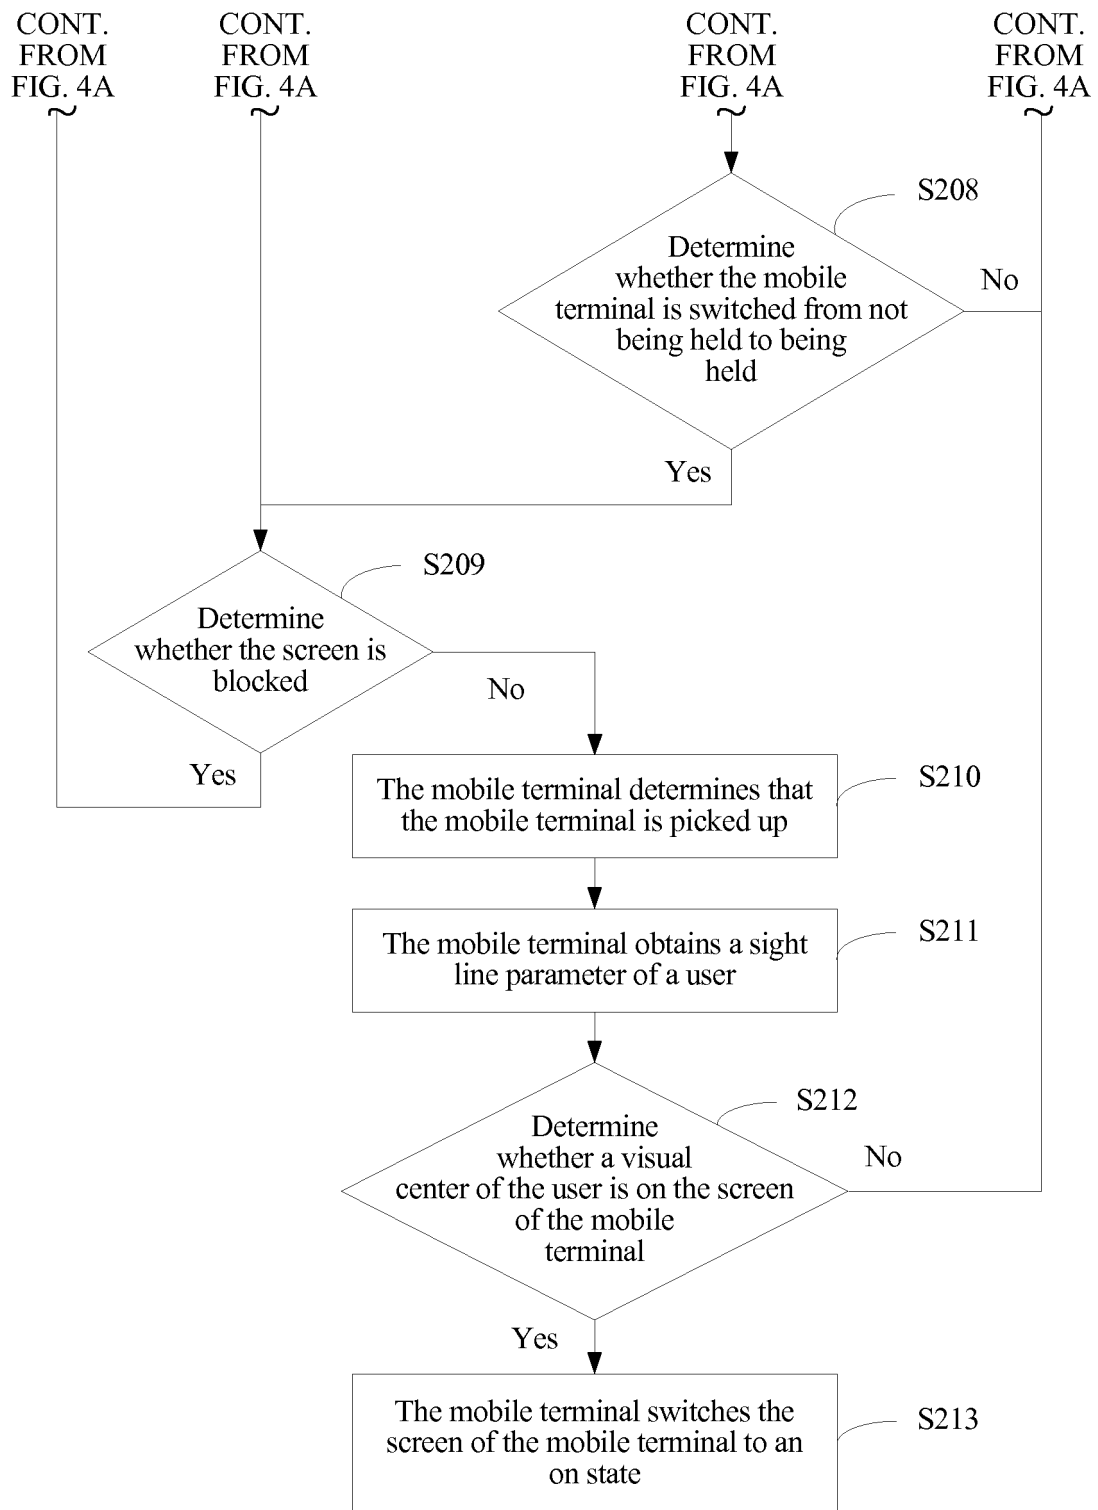 CONT.
FROM
FIG. 4A
CONT.
FROM
FIG. 4A
CONT.
FROM
FIG. 4A
CONT.
FROM
FIG. 4A
S208
Determine
whether the mobile
terminal is switched from not
being held to being
held
No
Yes
S209
Determine
whether the screen is
blocked
No
Yes
S210
The mobile terminal determines that
the mobile terminal is picked up
S211
The mobile terminal obtains a sight
line parameter of a user
S212
Determine
whether a visual
center of the user is on the screen
of the mobile
terminal
No
Yes
S213
The mobile terminal switches the
screen of the mobile terminal to an
on state